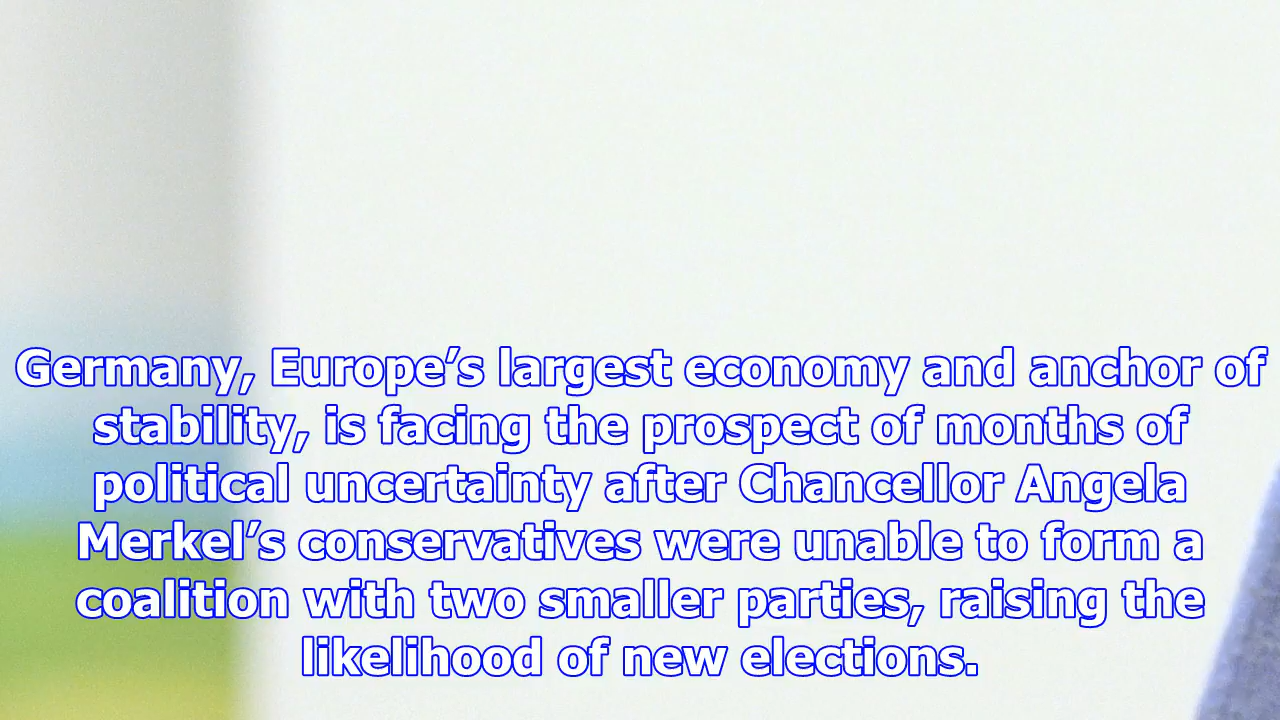 Germany, Europe’s largest economy and anchor of
stability, is facing the prospect of months of
political uncertainty after Chancellor Angela
Merkel’s conservatives were unable to form a
coalition with two smaller parties, raising the
likelihood of new elections.